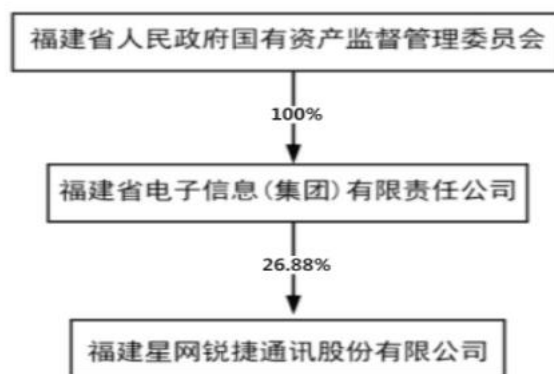 福建省人民政府国有资产监督管理委员会
100%
福建省电子信息(集团)有限责任公司
26.88%
福建星网锐捷通讯股份有限公司